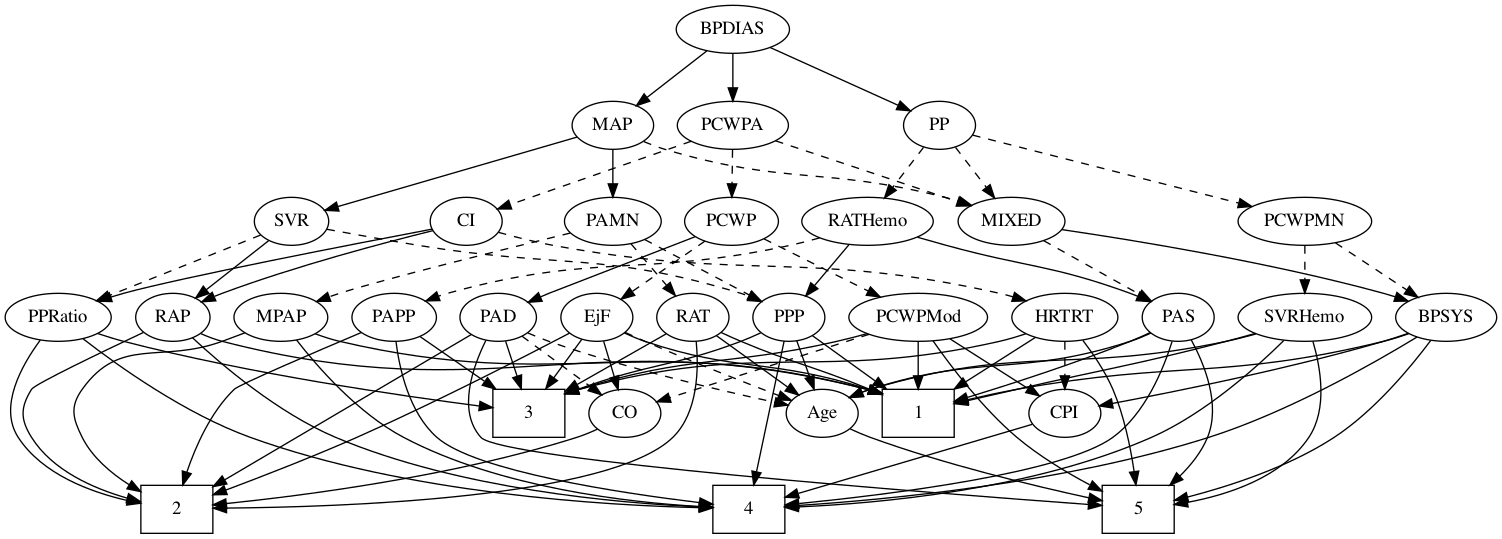 BPDIAS
MAP PCWPA PP
SVR CI PAMN PCWP RATHemo MIXED PCWPMN
PPRatio RAP MPAP PAPP PAD EjF RAT PPP PCWPMod HRTRT PAS SVRHemo BPSYS
3 CO Age 1 CPI
2 4 5